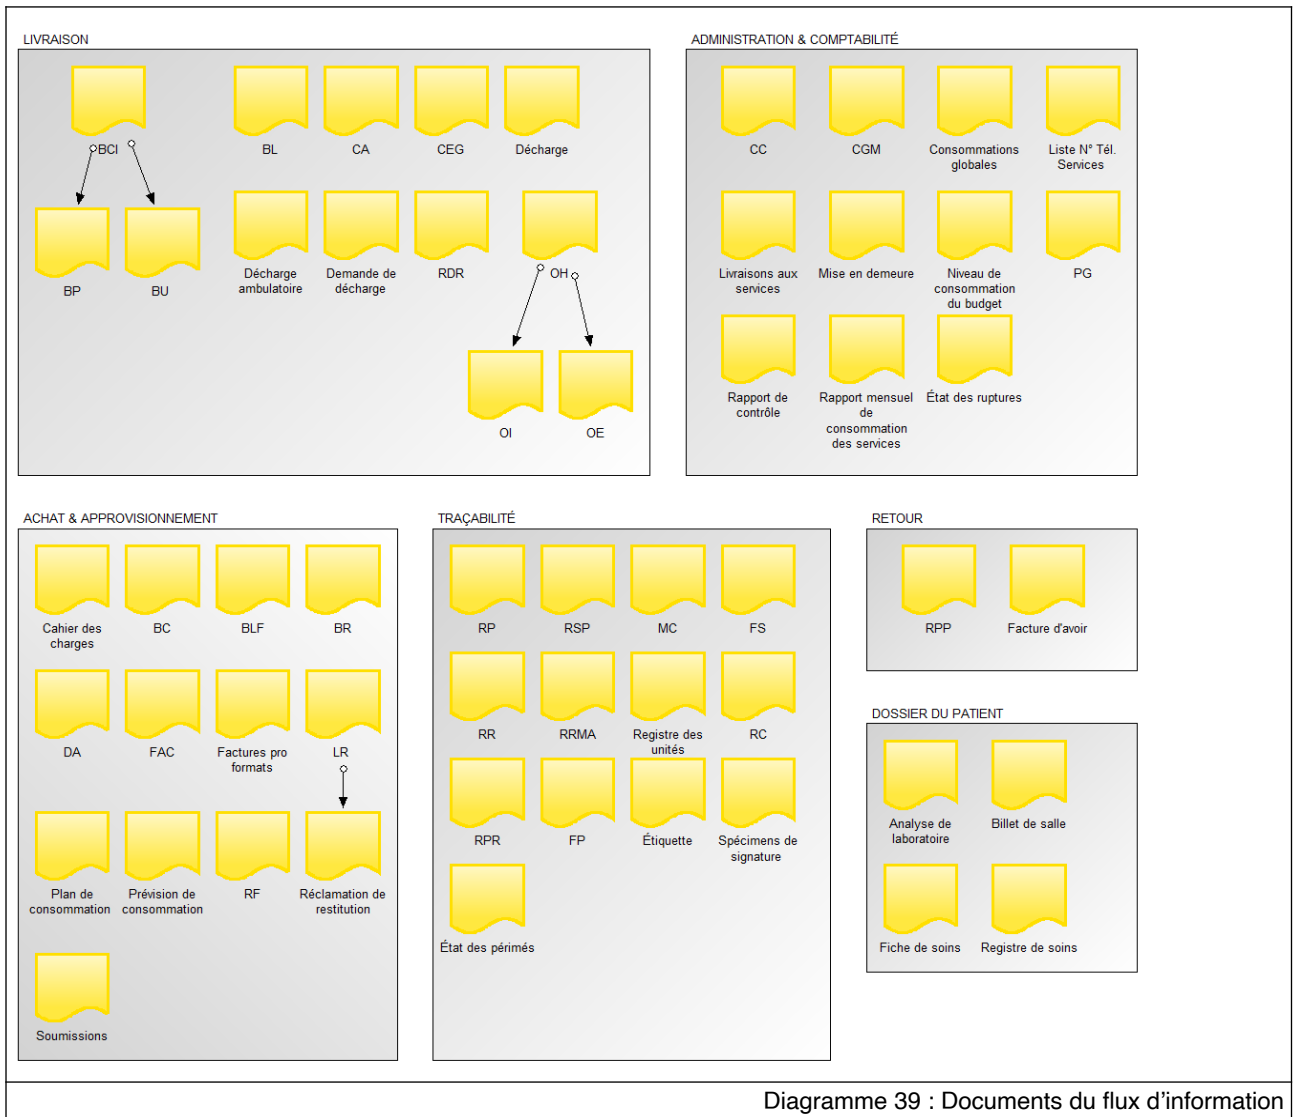 LIVRAISON
BCI
BL
CA
CEG
Décharge
BP
BU
Décharge
ambulatoire
Demande de
décharge
RDR
OH
OI
OE
ADMINISTRATION & COMPTABILITÉ
CC
CGM
Consommations
globales
Liste N° Tél.
Services
Livraisons aux
services
Mise en demeure
Niveau de
consommation
du budget
PG
Rapport de
contrôle
Rapport mensuel
de
consommation
des services
État des ruptures
ACHAT & APPROVISIONNEMENT
Cahier des
charges
BC
BLF
BR
DA
FAC
Factures pro
formats
LR
Plan de
consommation
Prévision de
consommation
RF
Réclamation de
restitution
Soumissions
TRAÇABILITÉ
RP
RSP
MC
FS
RR
RRMA
Registre des
unités
RC
RPR
FP
Étiquette
Spécimens de
signature
État des périmés
RETOUR
RPP
Facture d'avoir
DOSSIER DU PATIENT
Analyse de
laboratoire
Billet de salle
Fiche de soins
Registre de soins
Diagramme 39 : Documents du flux d’information